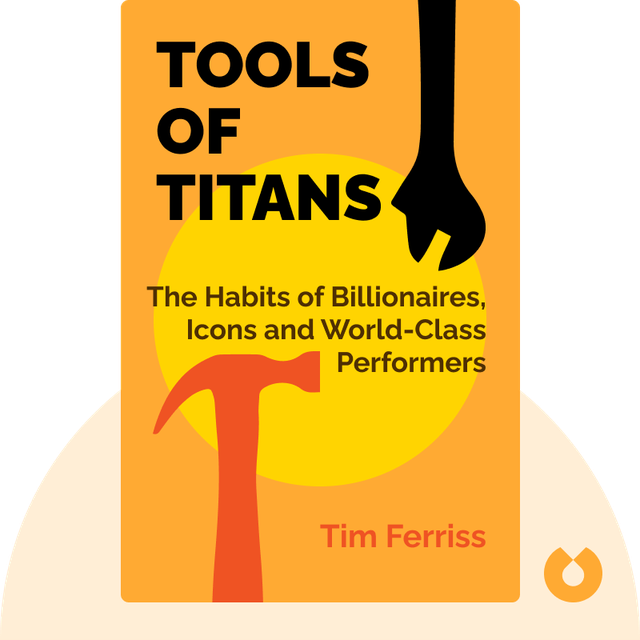 TOOLS
OF
TITANS
The Habits of Billionaires,
Icons and World-Class
Performers
Tim Ferriss